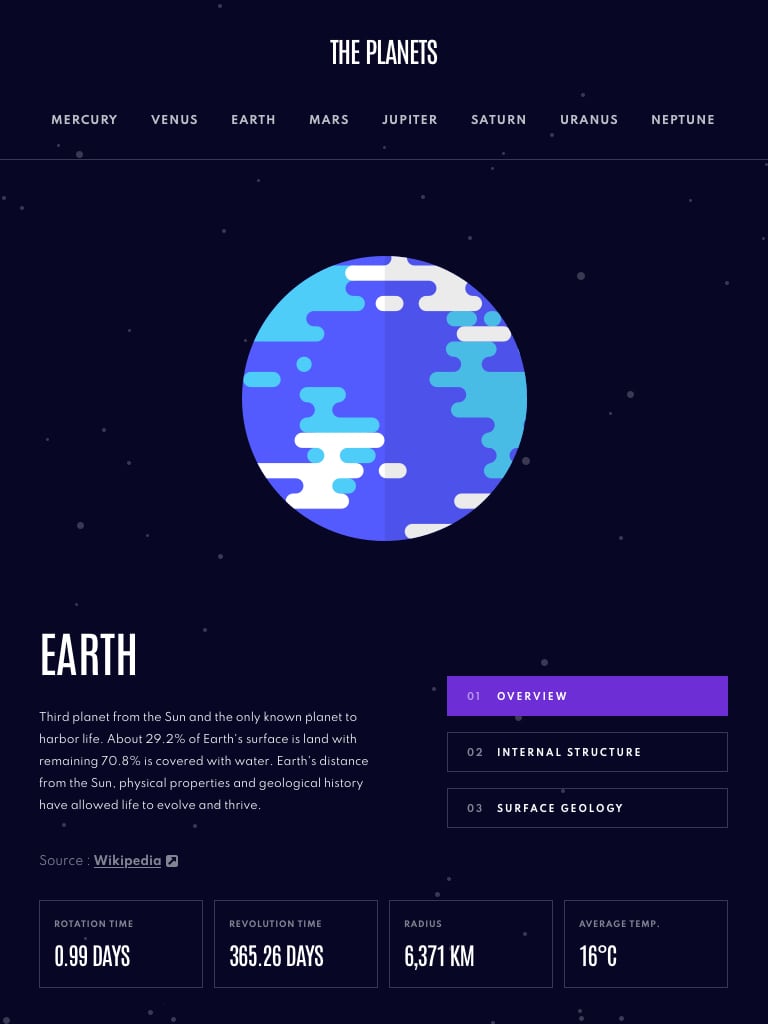 THE PLANETS
MERCURY VENUS EARTH MARS JUPITER SATURN URANUS NEPTUNE
EARTH
Third planet from the Sun and the only known planet to
harbor life. About 29.2% of Earth's surface is land with
remaining 70.8% is covered with water. Earth's distance
from the Sun, physical properties and geological history
have allowed life to evolve and thrive.
Source : Wikipedia
01 OVERVIEW
02 INTERNAL STRUCTURE
03 SURFACE GEOLOGY
ROTATION TIME
0.99 DAYS
REVOLUTION TIME
365.26 DAYS
RADIUS
6,371 KM
AVERAGE TEMP.
16°C